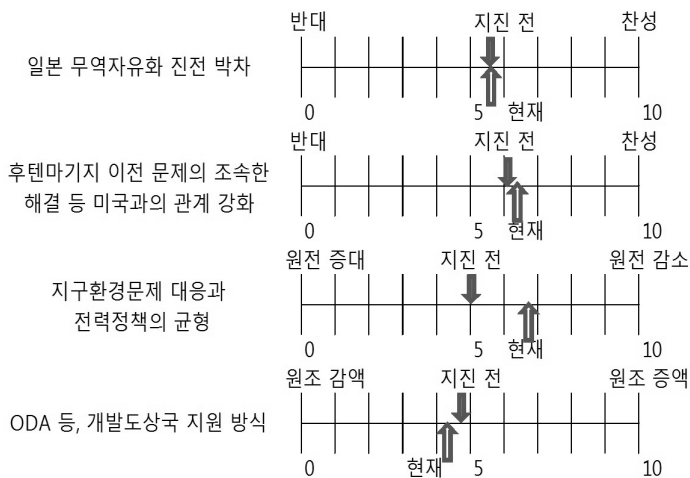 반대 지진 전 찬성
일본 무역자유화 진전 박차
0 5 현재 10
반대 지진 전 찬성
후텐마기지 이전 문제의 조속한
해결 등 미국과의 관계 강화
0 5 현재 10
원전 증대 지진 전 원전 감소
지구환경문제 대응과
전력정책의 균형
0 5 현재 10
원조 감액 지진 전 원조 증액
ODA 등, 개발도상국 지원 방식
0 현재 5 10